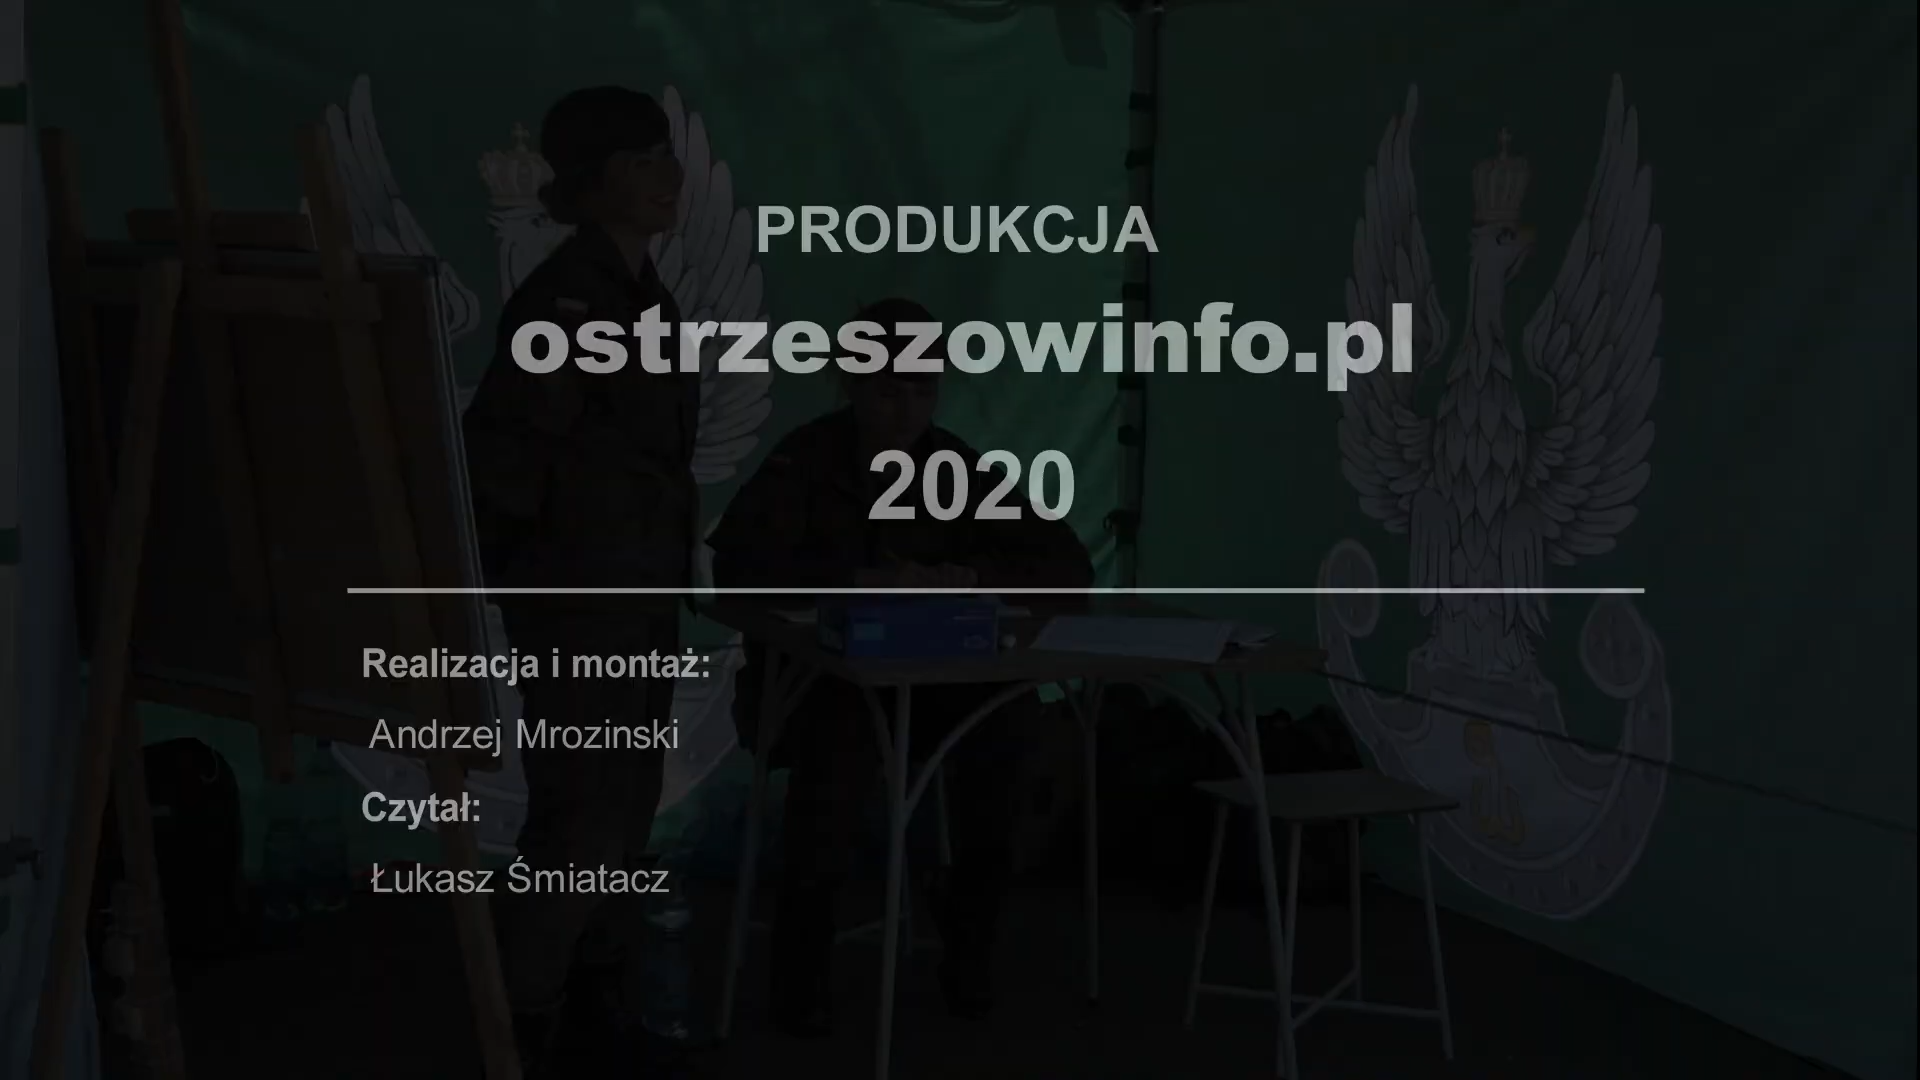 PRODUKCJA
ostrzeszowinfo.pl
2020
Realizacja i montaż:
Andrzej Mrozinski
Czytał:
Łukasz Śmiatacz